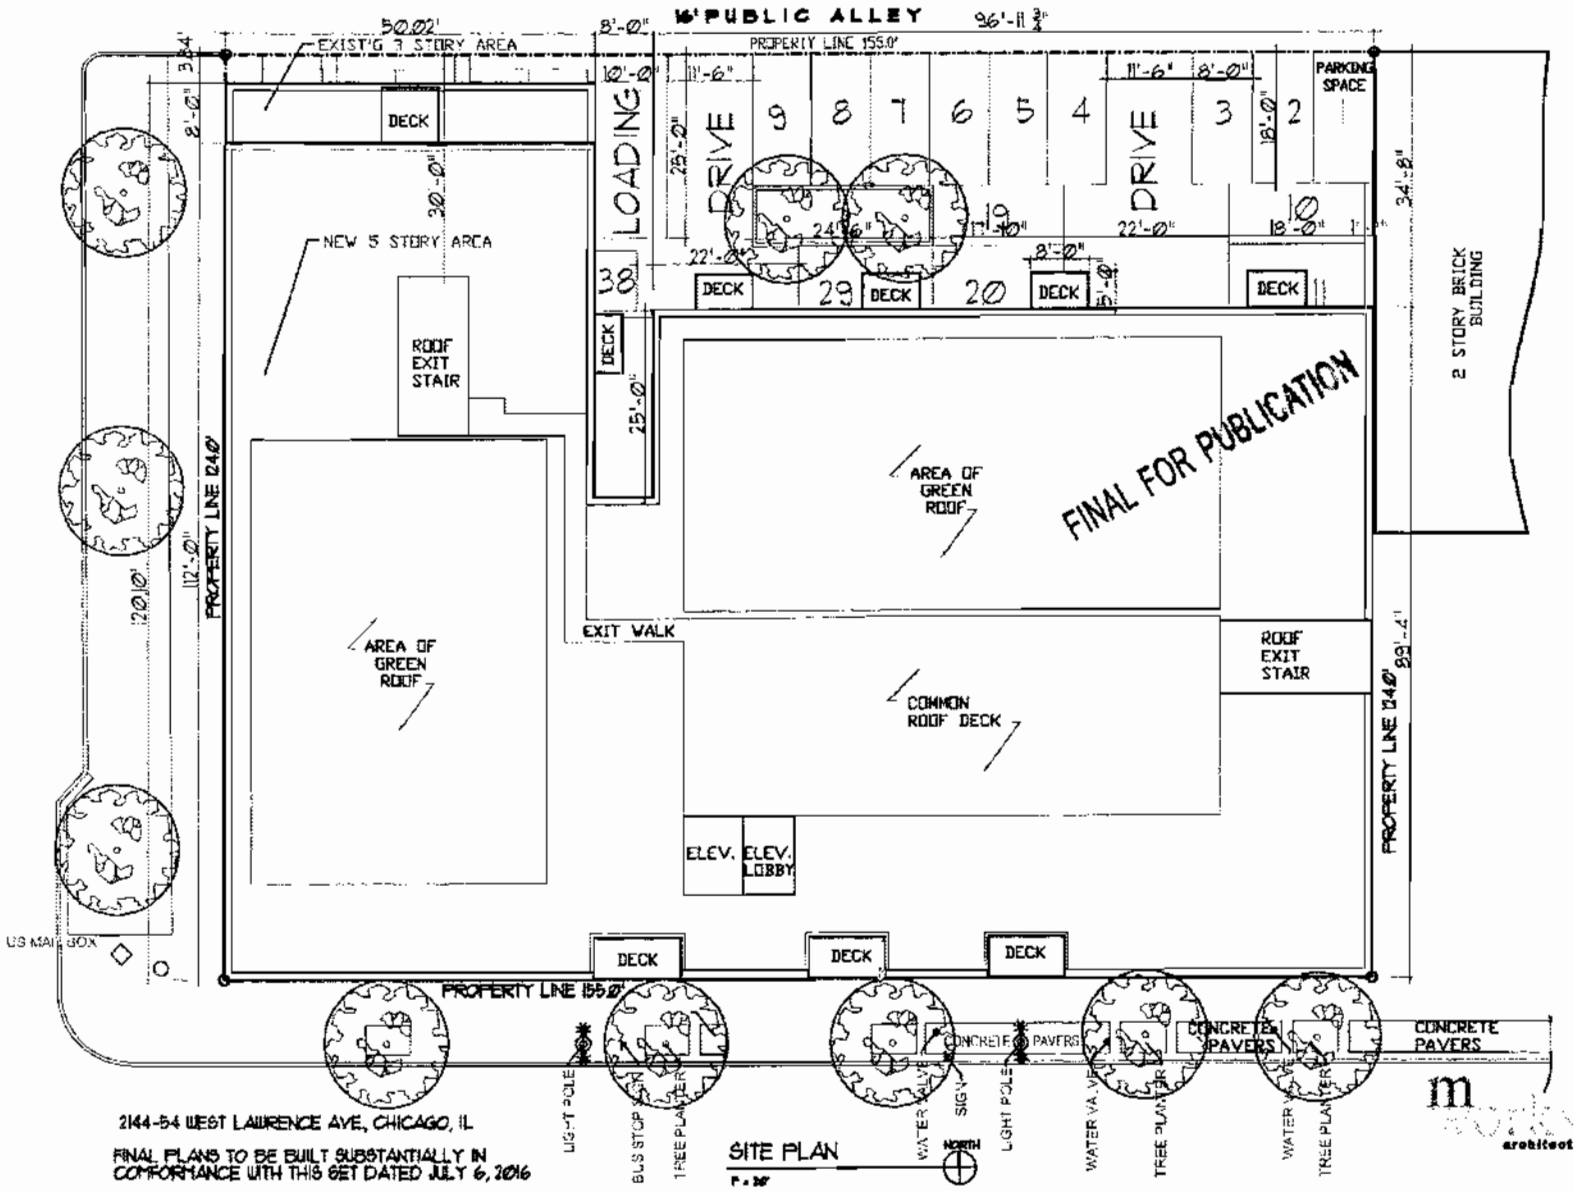 16' PUBLIC ALLEY
50.02'
8'-0"
96'-11 3/4"
EXIST'G 3 STORY AREA
PROPERTY LINE 155.0'
3.84
8'-0"
10'-0"
11'-6"
11'-6"
8'-0"
PARKING
SPACE
DECK
LOADING
25'-0"
DRIVE
9
8
7
6
5
4
DRIVE
3
18'-0"
2
30'-0"
34'-8"
NEW 5 STORY AREA
19
10
22'-0"
18'-0"
22'-0"
8'-0"
38
DECK
29
DECK
20
DECK
DECK
11
2 STORY BRICK
BUILDING
ROOF
EXIT
STAIR
DECK
25'-0"
FINAL FOR PUBLICATION
AREA OF
GREEN
ROOF
PROPERTY LINE 124.0'
112'-0"
120.10'
EXIT WALK
AREA OF
GREEN
ROOF
ROOF
EXIT
STAIR
89'-4"
COMMON
ROOF DECK
PROPERTY LINE 124.0'
ELEV.
ELEV.
LOBBY
US MAIL BOX
DECK
DECK
DECK
PROPERTY LINE 155.0'
CONCRETE PAVERS
CONCRETE
PAVERS
CONCRETE
PAVERS
LIGHT POLE
BUS STOP SIGN
TREE PLANTER
WATER VALVE
SIGN
LIGHT POLE
WATER VALVE
TREE PLANTER
WATER
TREE PLANTER
2144-54 WEST LAWRENCE AVE, CHICAGO, IL
FINAL PLANS TO BE BUILT SUBSTANTIALLY IN
COMFORMANCE WITH THIS SET DATED JULY 6, 2016
SITE PLAN
NORTH
m
works
architect